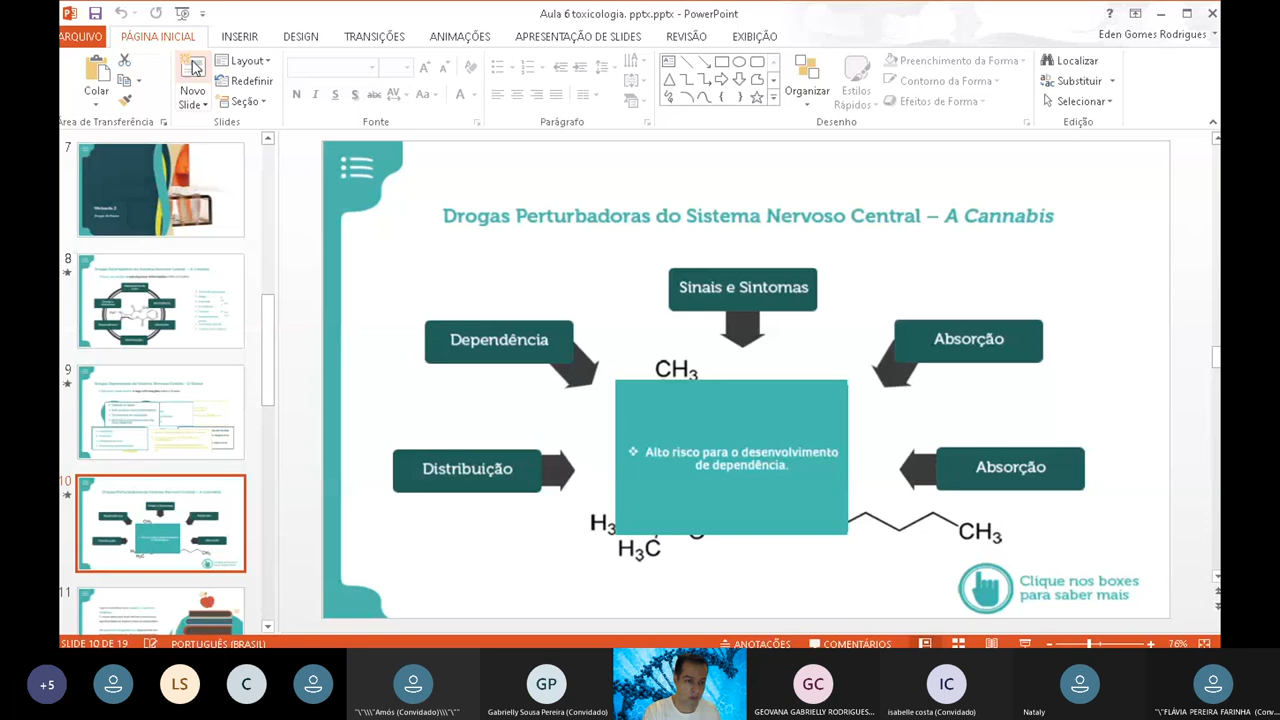 Aula 6 toxicologia. pptx.pptx - PowerPoint
ARQUIVO PÁGINA INICIAL INSERIR DESIGN TRANSIÇÕES ANIMAÇÕES APRESENTAÇÃO DE SLIDES REVISÃO EXIBIÇÃO
Eden Gomes Rodrigues
Colar
Novo
Slide
Layout
Redefinir
Seção
Organizar
Estilos
Rápidos
Preenchimento da Forma
Contorno da Forma
Efeitos de Forma
Localizar
Substituir
Selecionar
Área de Transferência Slides Fonte Parágrafo Desenho Edição
7
8
9
10
11
Drogas Perturbadoras do Sistema Nervoso Central – A Cannabis
Sinais e Sintomas
Dependência
Absorção
CH3
Alto risco para o desenvolvimento
de dependência.
Distribuição
Absorção
H3
H3C
CH3
Clique nos boxes
para saber mais
SLIDE 10 DE 19 PORTUGUÊS (BRASIL) ANOTAÇÕES COMENTÁRIOS 76%
+5 LS C GP GC IC
"\"\\"Amós (Convidado)\\\"\"" Gabrielly Sousa Pereira (Convidado) GEOVANA GABRIELLY RODRIGUES... isabelle costa (Convidado) Nataly "\"FLÁVIA PEREIRA FARINHA (Conv...